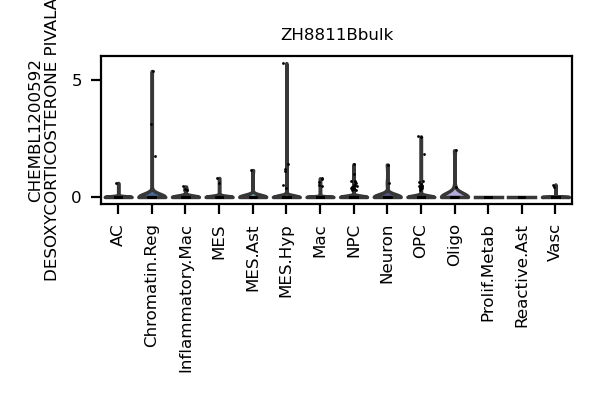 ZH8811Bbulk
CHEMBL1200592
DESOXYCORTICOSTERONE PIVALA
5
0
AC
Chromatin.Reg
Inflammatory.Mac
MES
MES.Ast
MES.Hyp
Mac
NPC
Neuron
OPC
Oligo
Prolif.Metab
Reactive.Ast
Vasc